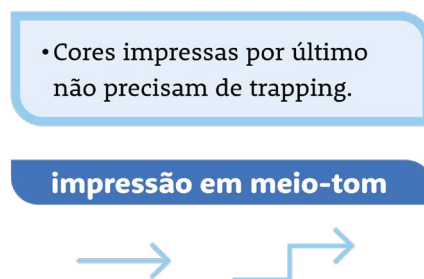 • Cores impressas por último
não precisam de trapping.
impressão em meio-tom